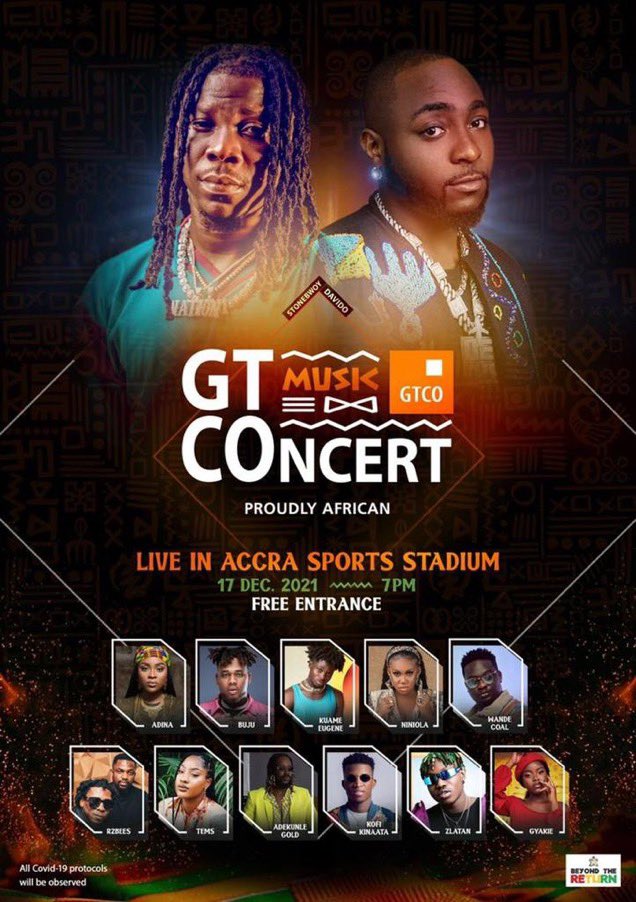 NATION
STONEBWOY
DAVIDO
GT MUSIC
GTCO
CONCERT
PROUDLY AFRICAN
LIVE IN ACCRA SPORTS STADIUM
17 DEC. 2021 7PM
FREE ENTRANCE
ADINA
BUJU
KUAME
EUGENE
NINIOLA
WANDE
COAL
R2BEES
TEMS
ADEKUNLE
GOLD
KOFI
KINAATA
ZLATAN
GYAKIE
All Covid-19 protocols
will be observed
BEYOND THE
RETURN